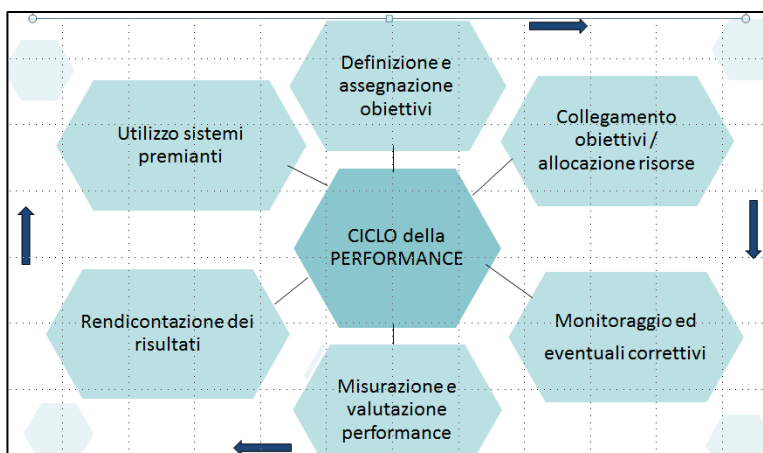 Definizione e
assegnazione
obiettivi
Collegamento
obiettivi /
allocazione risorse
Monitoraggio ed
eventuali correttivi
Misurazione e
valutazione
performance
Rendicontazione dei
risultati
Utilizzo sistemi
premianti
CICLO della
PERFORMANCE